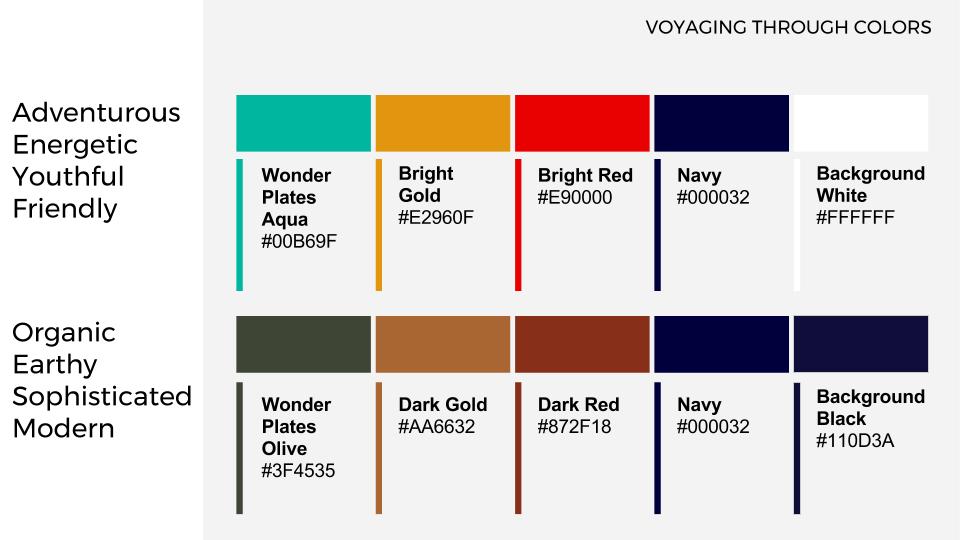 VOYAGING THROUGH COLORS
Adventurous
Energetic
Youthful
Friendly
Wonder
Plates
Aqua
#00B69F
Bright
Gold
#E2960F
Bright Red
#E90000
Navy
#000032
Background
White
#FFFFFF
Organic
Earthy
Sophisticated
Modern
Wonder
Plates
Olive
#3F4535
Dark Gold
#AA6632
Dark Red
#872F18
Navy
#000032
Background
Black
#110D3A